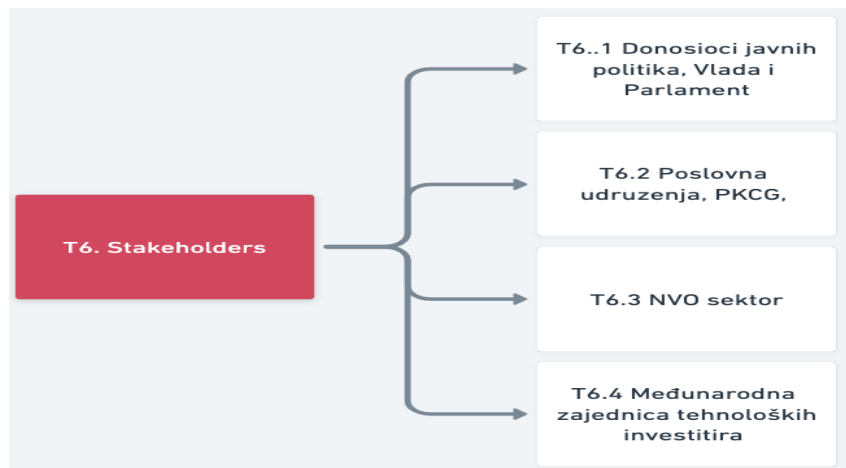 T6..1 Donosioci javnih
politika, Vlada i
Parlament
T6.2 Poslovna
udruzenja, PKCG,
T6. Stakeholders
T6.3 NVO sektor
T6.4 Međunarodna
zajednica tehnoloških
investitira